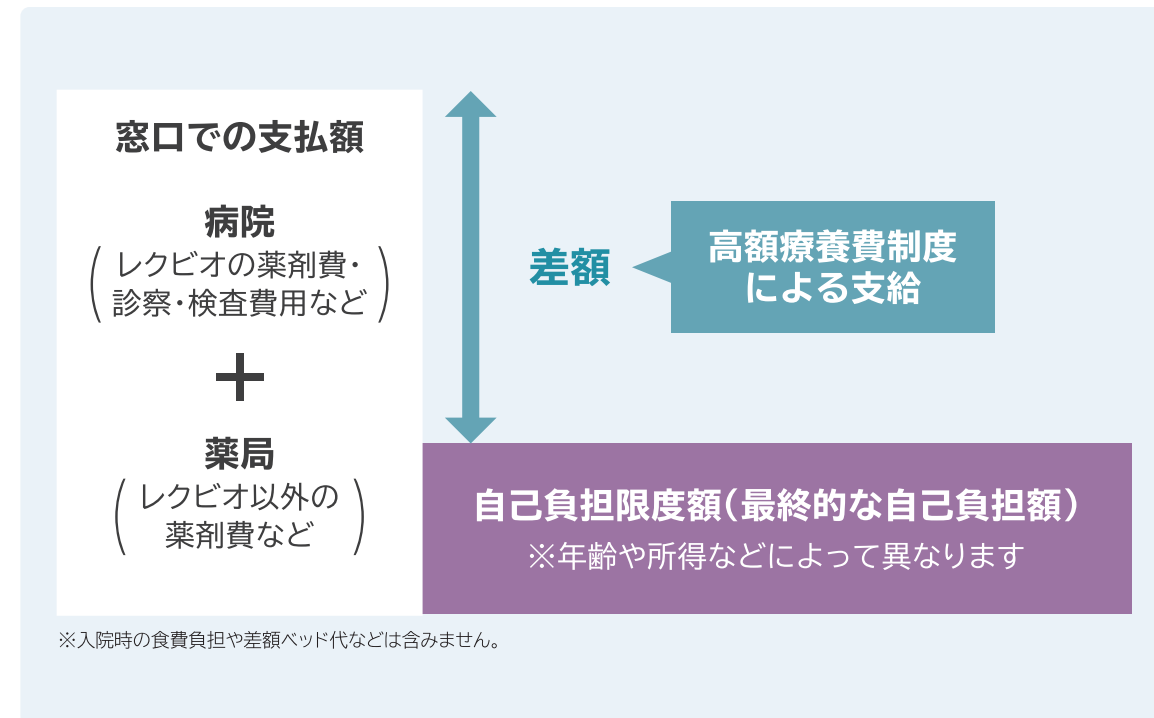 窓口での支払額
病院
(レクビオの薬剤費・
診察・検査費用など)
+
薬局
(レクビオ以外の
薬剤費など)
差額
高額療養費制度
による支給
自己負担限度額(最終的な自己負担額)
※年齢や所得などによって異なります
※入院時の食費負担や差額ベッド代などは含みません。